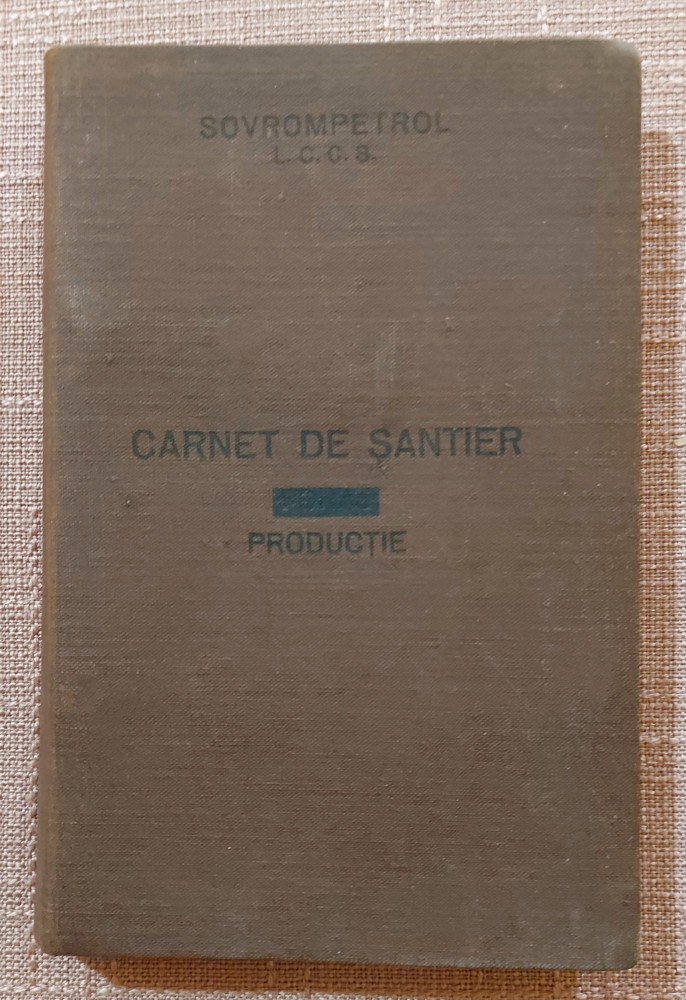 SOVROMPETROL
L. C. C. S.
CARNET DE ȘANTIER
PRODUCȚIE